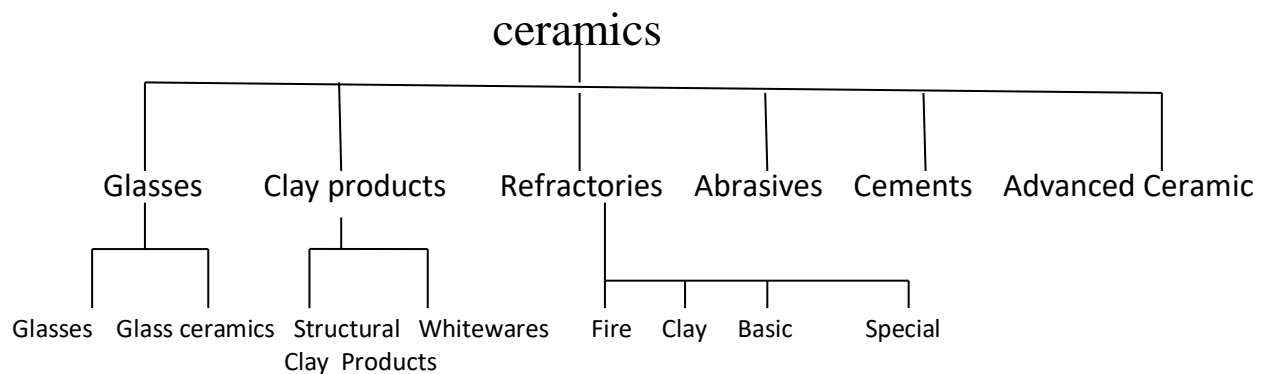 ceramics
Glasses Clay products Refractories Abrasives Cements Advanced Ceramic
Glasses Glass ceramics Structural Whitewares Fire Clay Basic Special
Clay Products